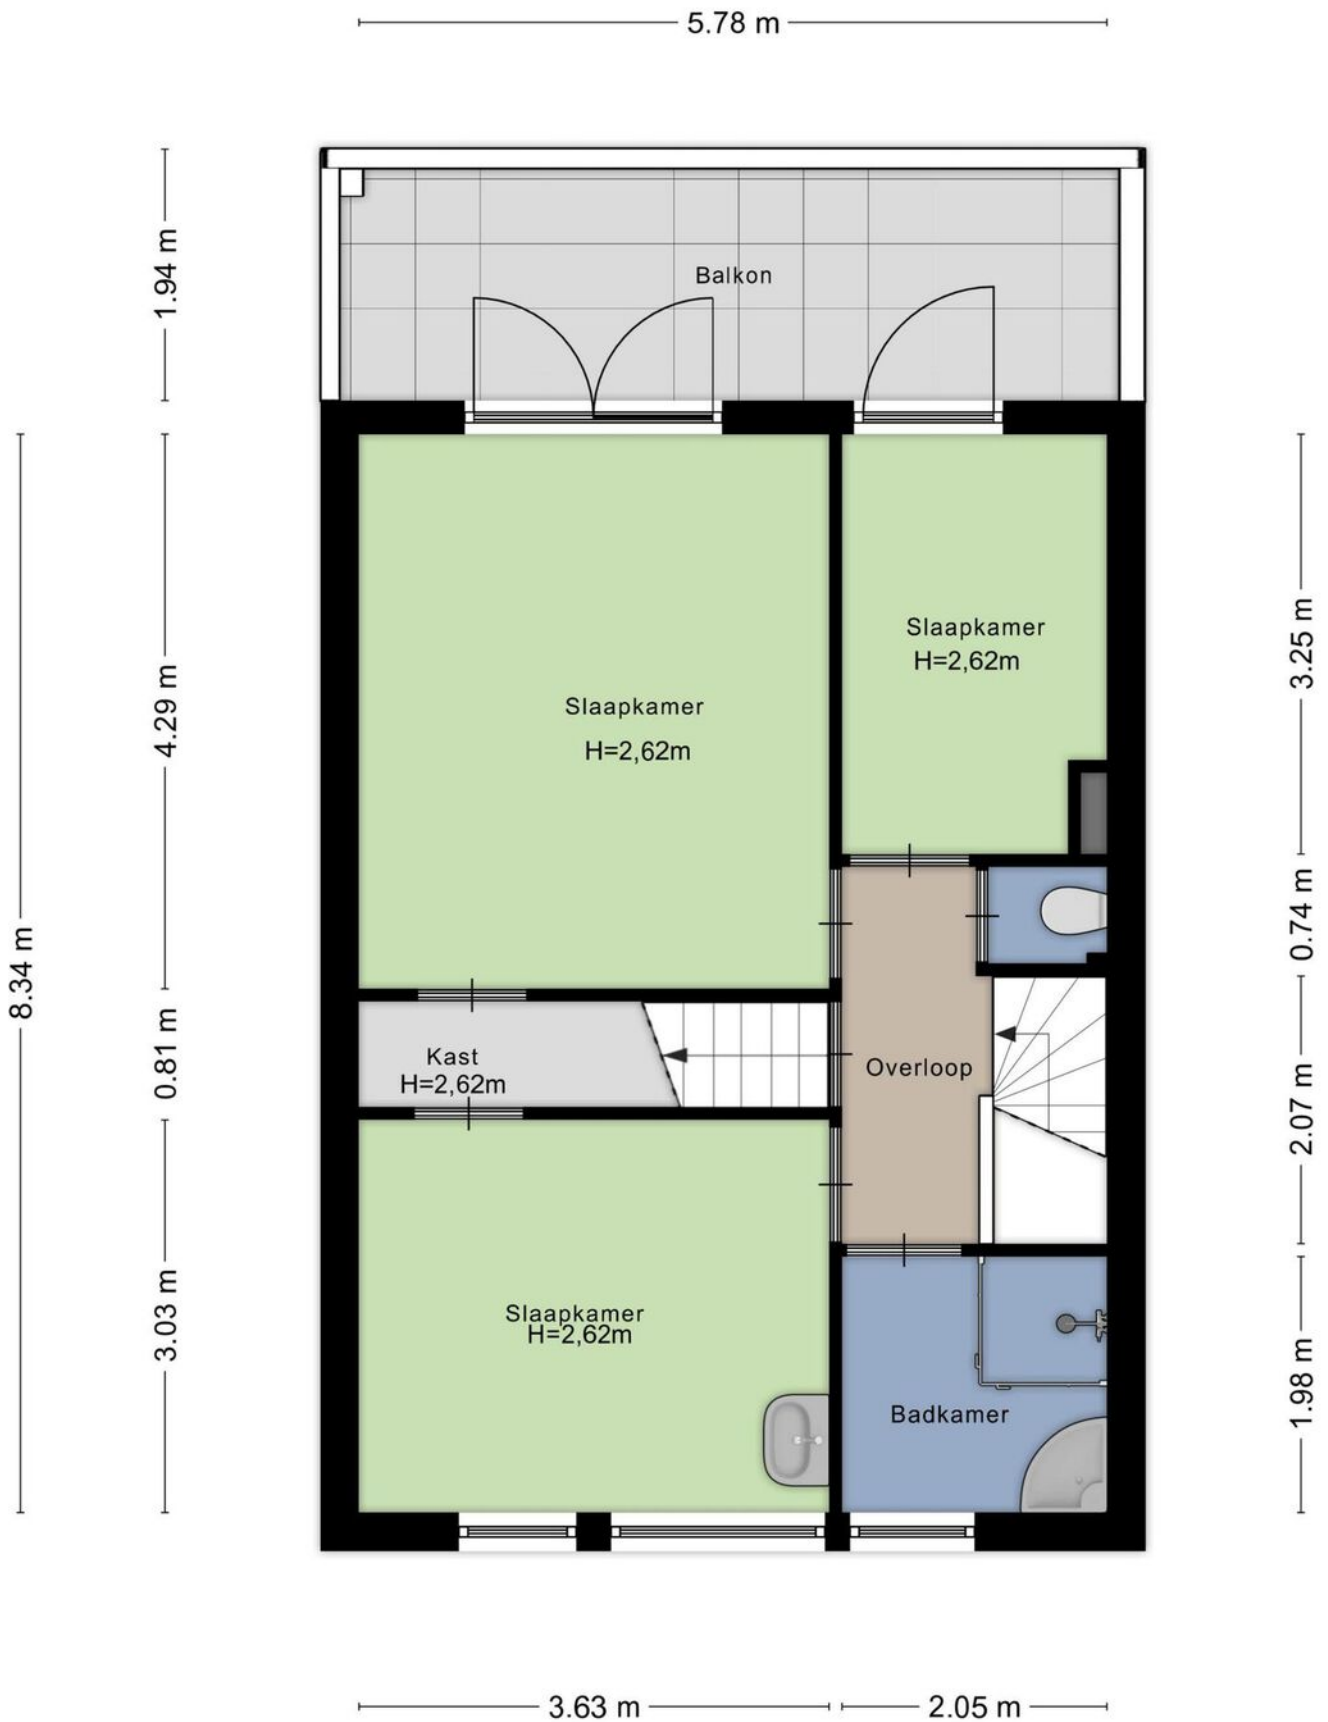 5.78 m
1.94 m
Balkon
4.29 m
3.25 m
Slaapkamer
H=2,62m
Slaapkamer
H=2,62m
0.74 m
8.34 m
0.81 m
Kast
H=2,62m
Overloop
2.07 m
3.03 m
Slaapkamer
H=2,62m
Badkamer
1.98 m
3.63 m
2.05 m